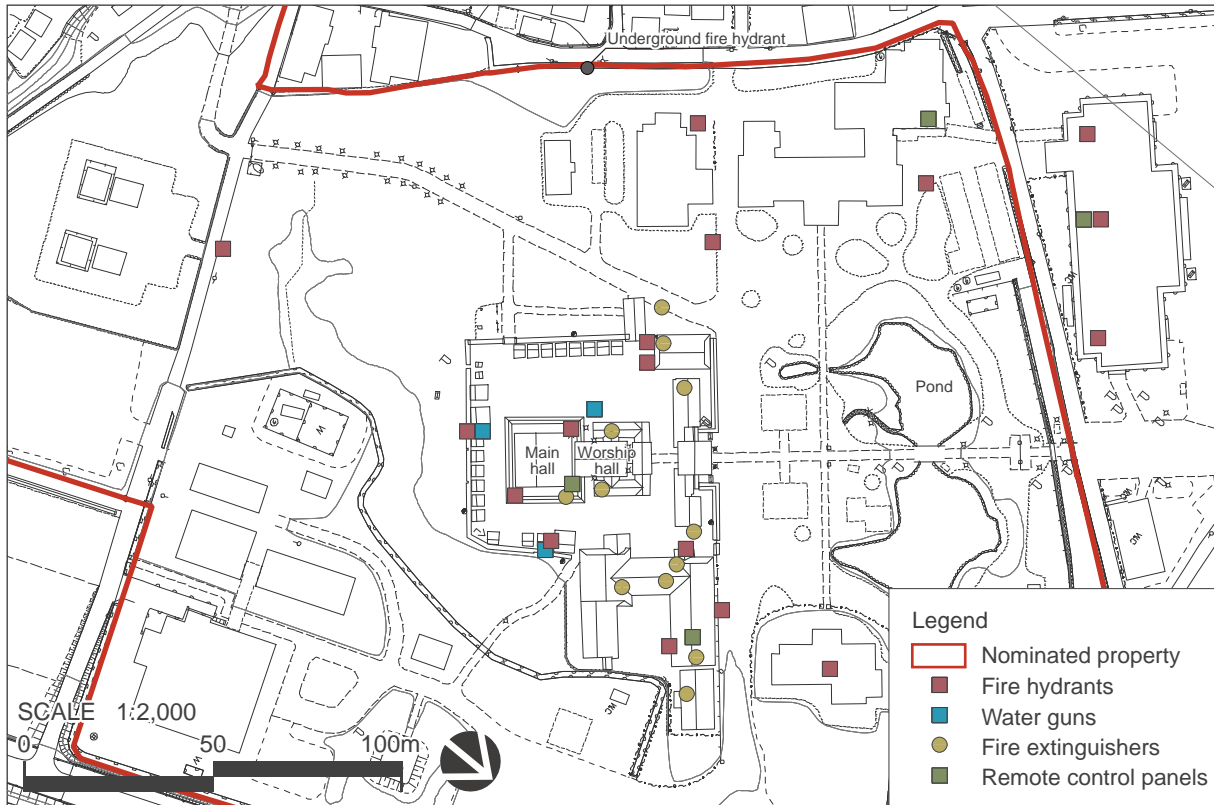 Underground fire hydrant
WC
Pond
Main
hall
Worship
hall
W
WC
WC
W
SCALE 1:2,000
0 50 100m
Legend
Nominated property
Fire hydrants
Water guns
Fire extinguishers
Remote control panels